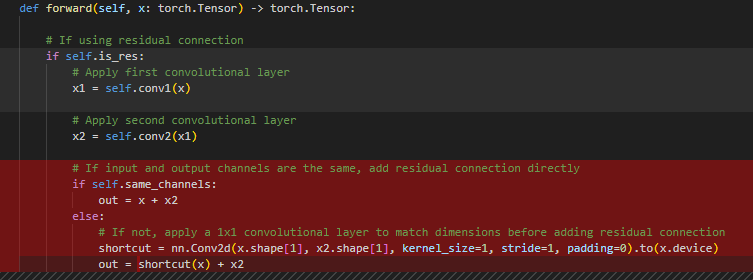 def forward(self, x: torch.Tensor) -> torch.Tensor:
# If using residual connection
if self.is_res:
# Apply first convolutional layer
x1 = self.conv1(x)
# Apply second convolutional layer
x2 = self.conv2(x1)
# If input and output channels are the same, add residual connection directly
if self.same_channels:
out = x + x2
else:
# If not, apply a 1x1 convolutional layer to match dimensions before adding residual connection
shortcut = nn.Conv2d(x.shape[1], x2.shape[1], kernel_size=1, stride=1, padding=0).to(x.device)
out = shortcut(x) + x2